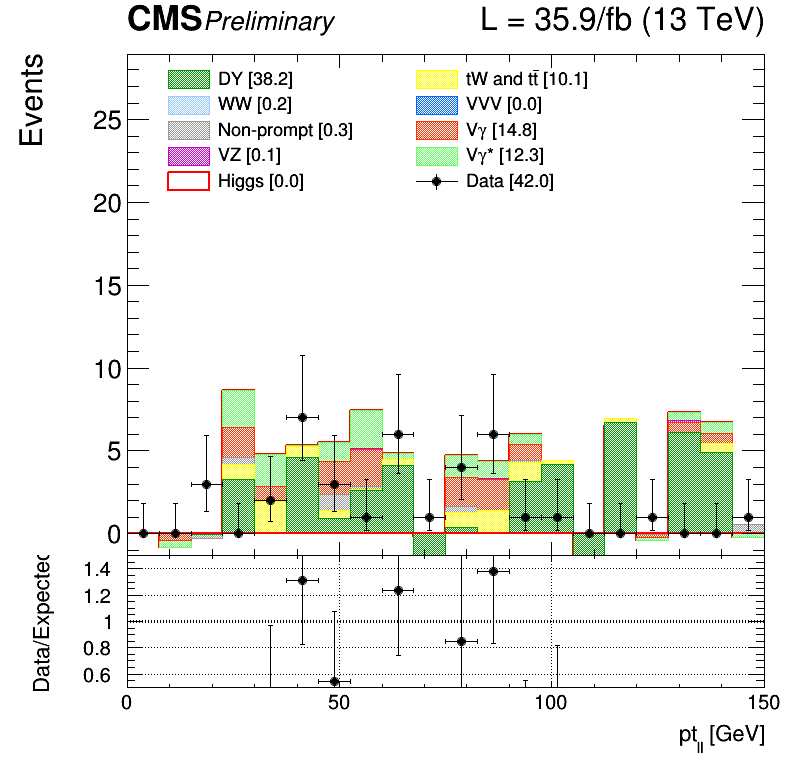 CMS Preliminary L = 35.9/fb (13 TeV)
Events
DY [38.2]
WW [0.2]
Non-prompt [0.3]
VZ [0.1]
Higgs [0.0]
tW and tt̄ [10.1]
VVV [0.0]
Vγ [14.8]
Vγ* [12.3]
Data [42.0]
25
20
15
10
5
0
Data/Expected
1.4
1.2
1
0.8
0.6
0 50 100 150
pt_ll [GeV]